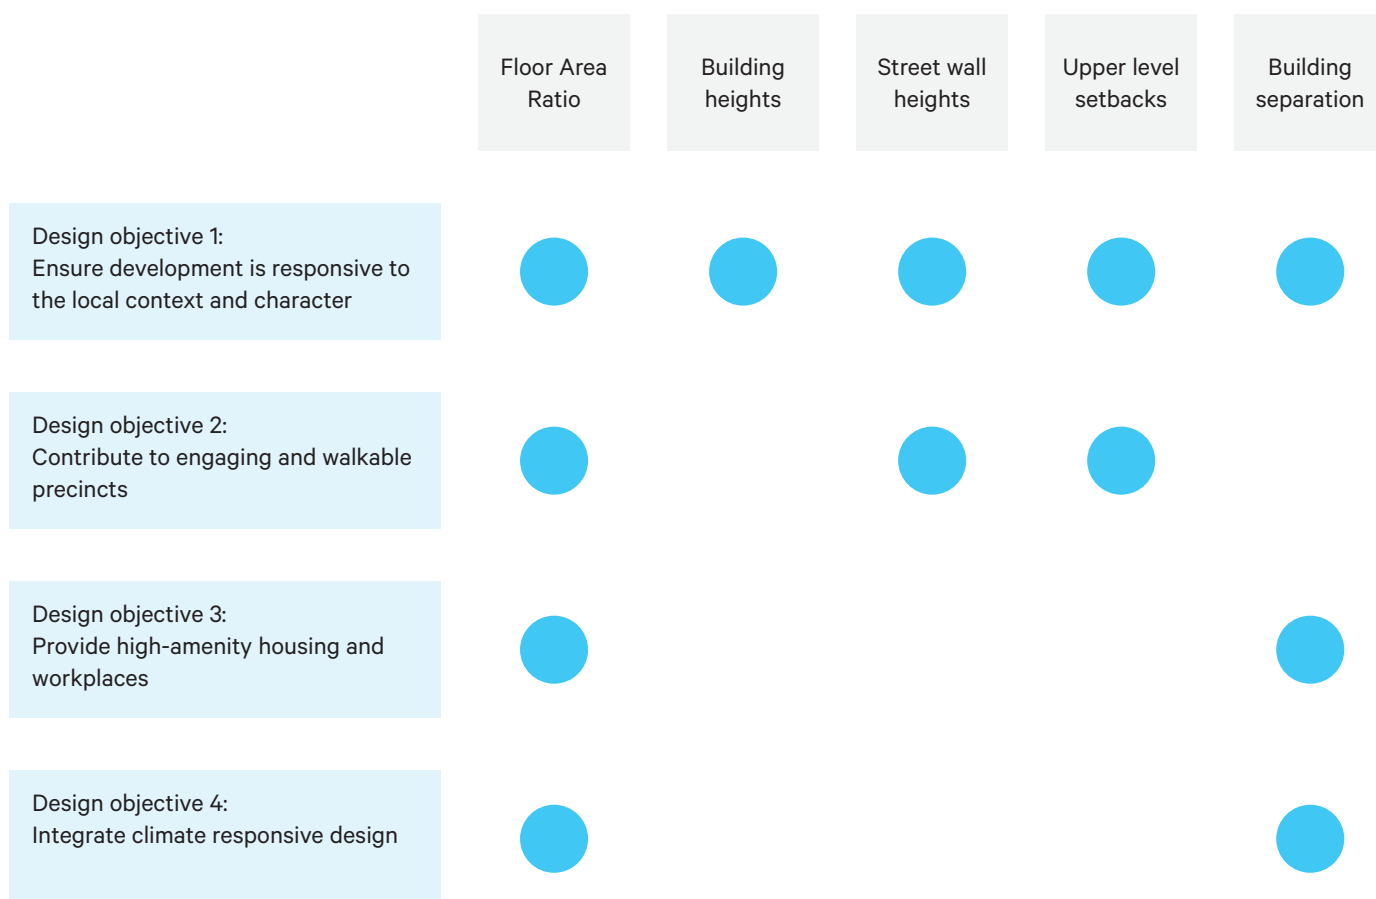 Floor Area
Ratio
Building
heights
Street wall
heights
Upper level
setbacks
Building
separation
Design objective 1:
Ensure development is responsive to
the local context and character
Design objective 2:
Contribute to engaging and walkable
precincts
Design objective 3:
Provide high-amenity housing and
workplaces
Design objective 4:
Integrate climate responsive design